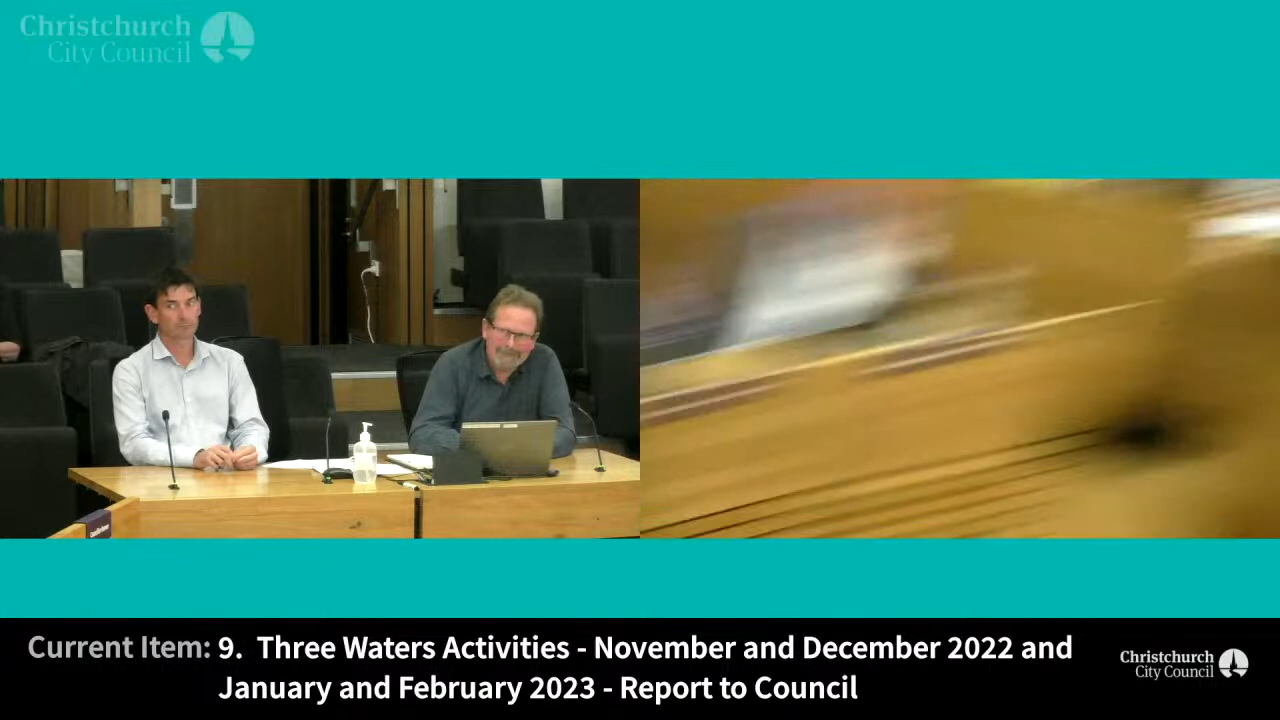 Christchurch
City Council
Current Item: 9. Three Waters Activities - November and December 2022 and
January and February 2023 - Report to Council
Christchurch
City Council